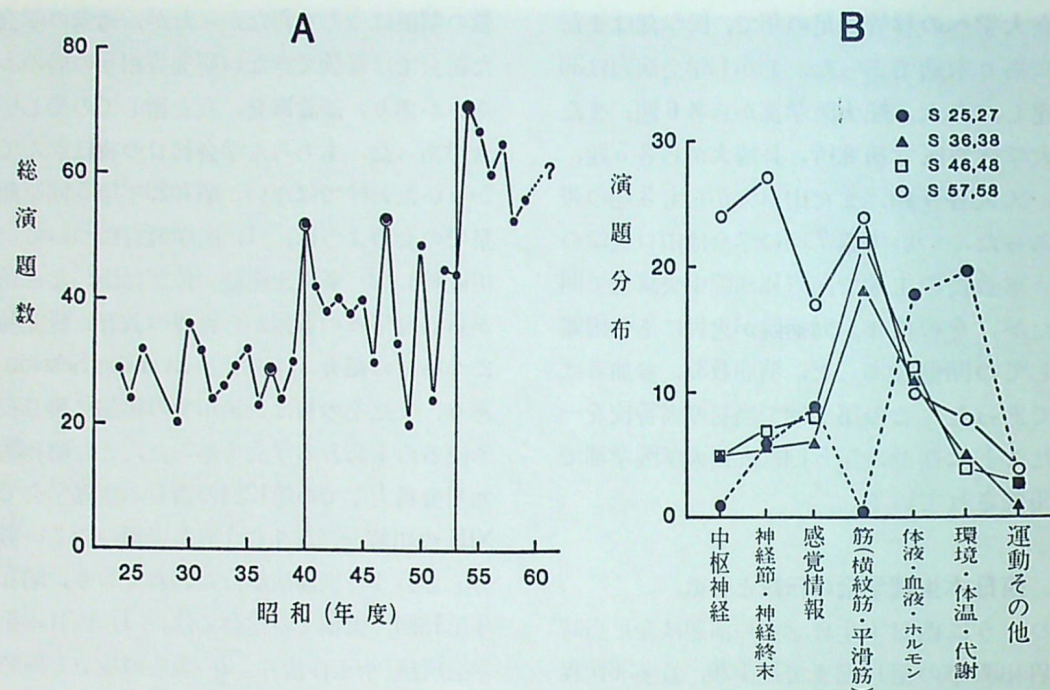 A
80
60
40
20
0
総演題数
?
25 30 35 40 45 50 55 60
昭和(年度)
B
S 25,27
S 36,38
S 46,48
S 57,58
30
20
10
0
演題分布
中枢神経
神経節・神経終末
感覚情報
筋(横紋筋・平滑筋)
体液・血液・ホルモン
環境・体温・代謝
運動その他